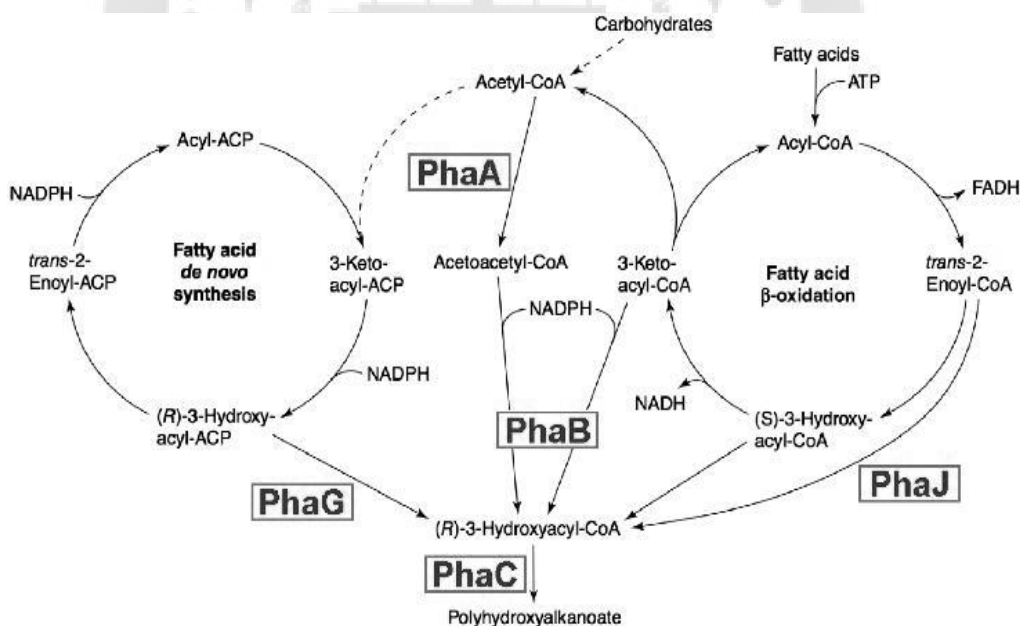 Carbohydrates
Acetyl-CoA
Fatty acids
ATP
Acyl-ACP
Acyl-CoA
NADPH
PhaA
FADH
trans-2-
Enoyl-ACP
Fatty acid
de novo
synthesis
3-Keto-
acyl-ACP
Acetoacetyl-CoA
3-Keto-
acyl-CoA
Fatty acid
β-oxidation
trans-2-
Enoyl-CoA
NADPH
NADPH
NADH
(R)-3-Hydroxy-
acyl-ACP
PhaB
(S)-3-Hydroxy-
acyl-CoA
PhaG
PhaJ
(R)-3-Hydroxyacyl-CoA
PhaC
Polyhydroxyalkanoate